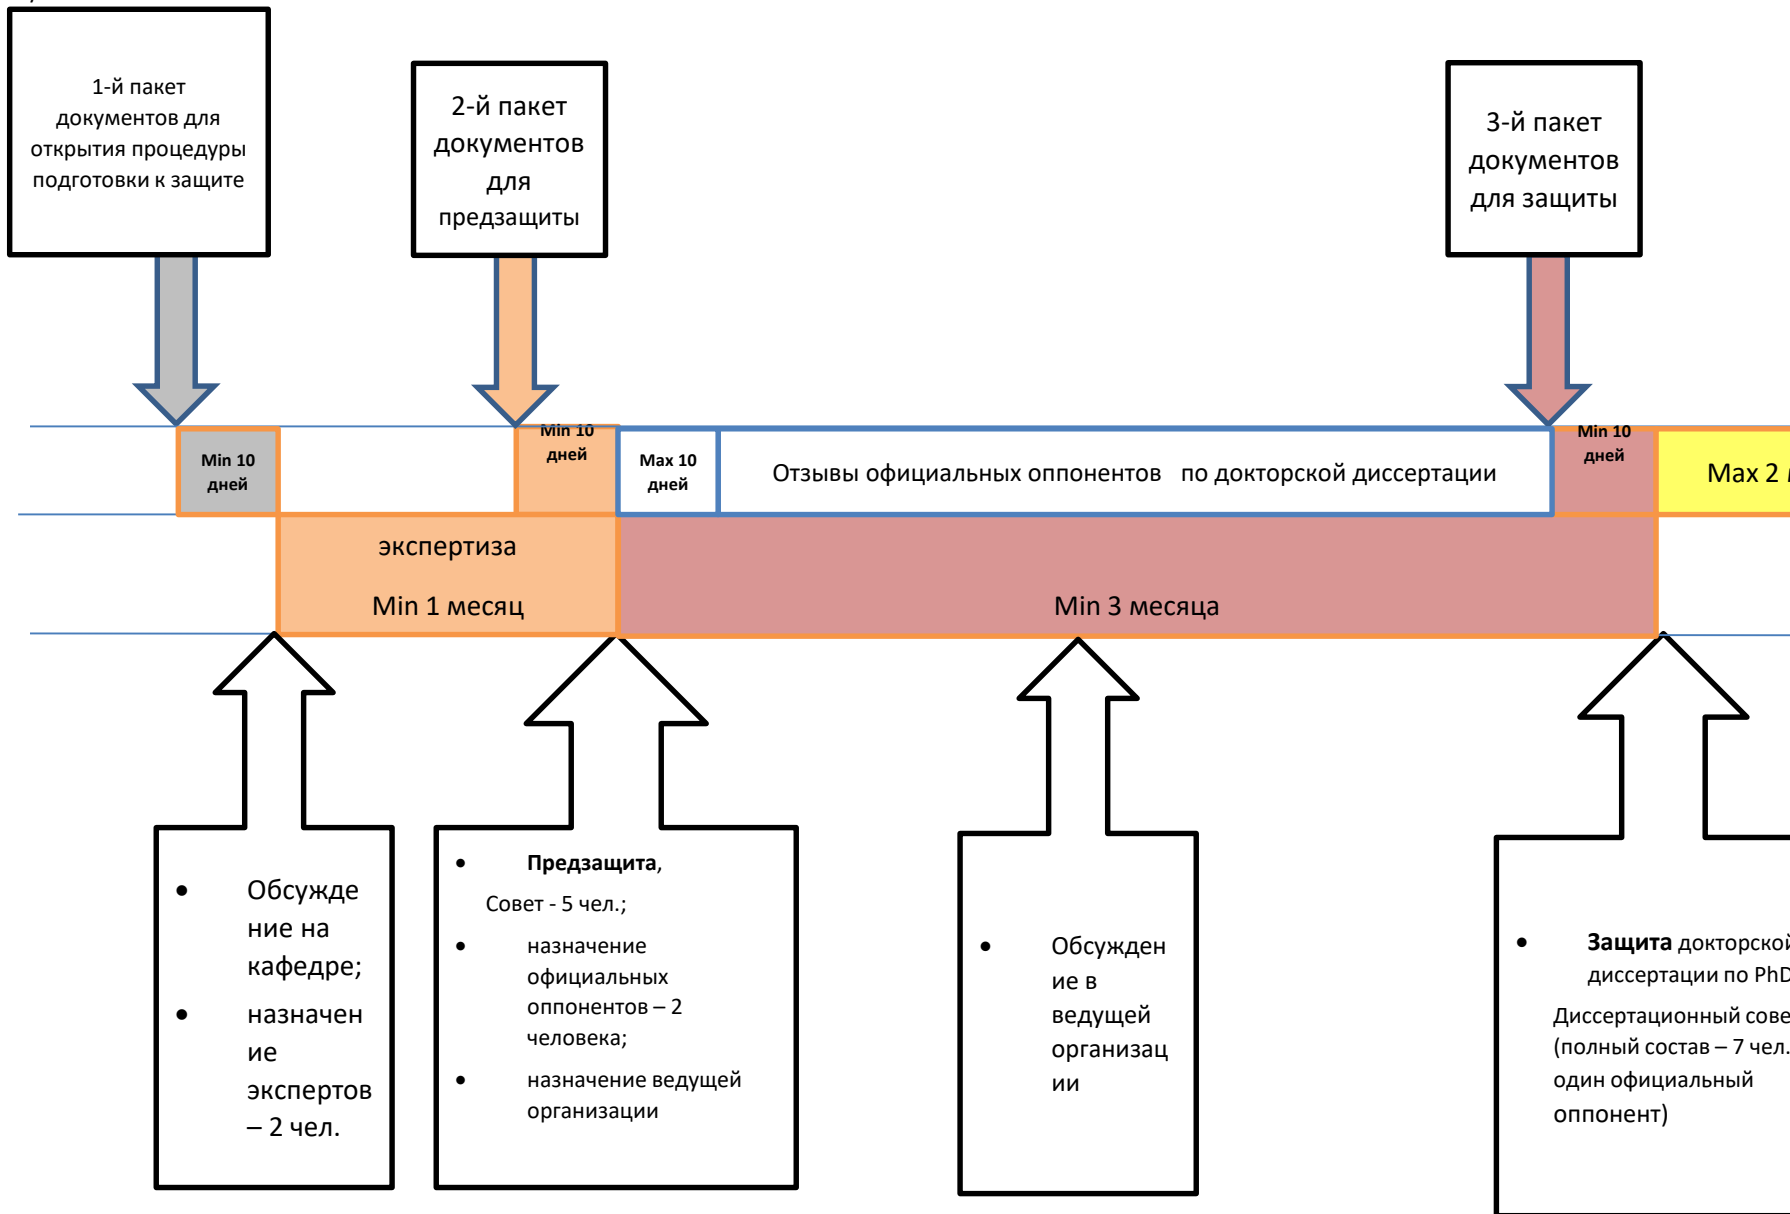 1-й пакет
документов для
открытия процедуры
подготовки к защите
2-й пакет
документов
для
предзащиты
3-й пакет
документов
для защиты
Min 10
дней
Min 10
дней
Max 10
дней
Отзывы официальных оппонентов по докторской диссертации
Min 10
дней
Max 2
экспертиза
Min 1 месяц
Min 3 месяца
• Обсужде
ние на
кафедре;
• назначен
ие
экспертов
– 2 чел.
• Предзащита,
Совет - 5 чел.;
• назначение
официальных
оппонентов – 2
человека;
• назначение ведущей
организации
• Обсужден
ие в
ведущей
организац
ии
• Защита докторской
диссертации по PhD
Диссертационный сове
(полный состав – 7 чел.
один официальный
оппонент)